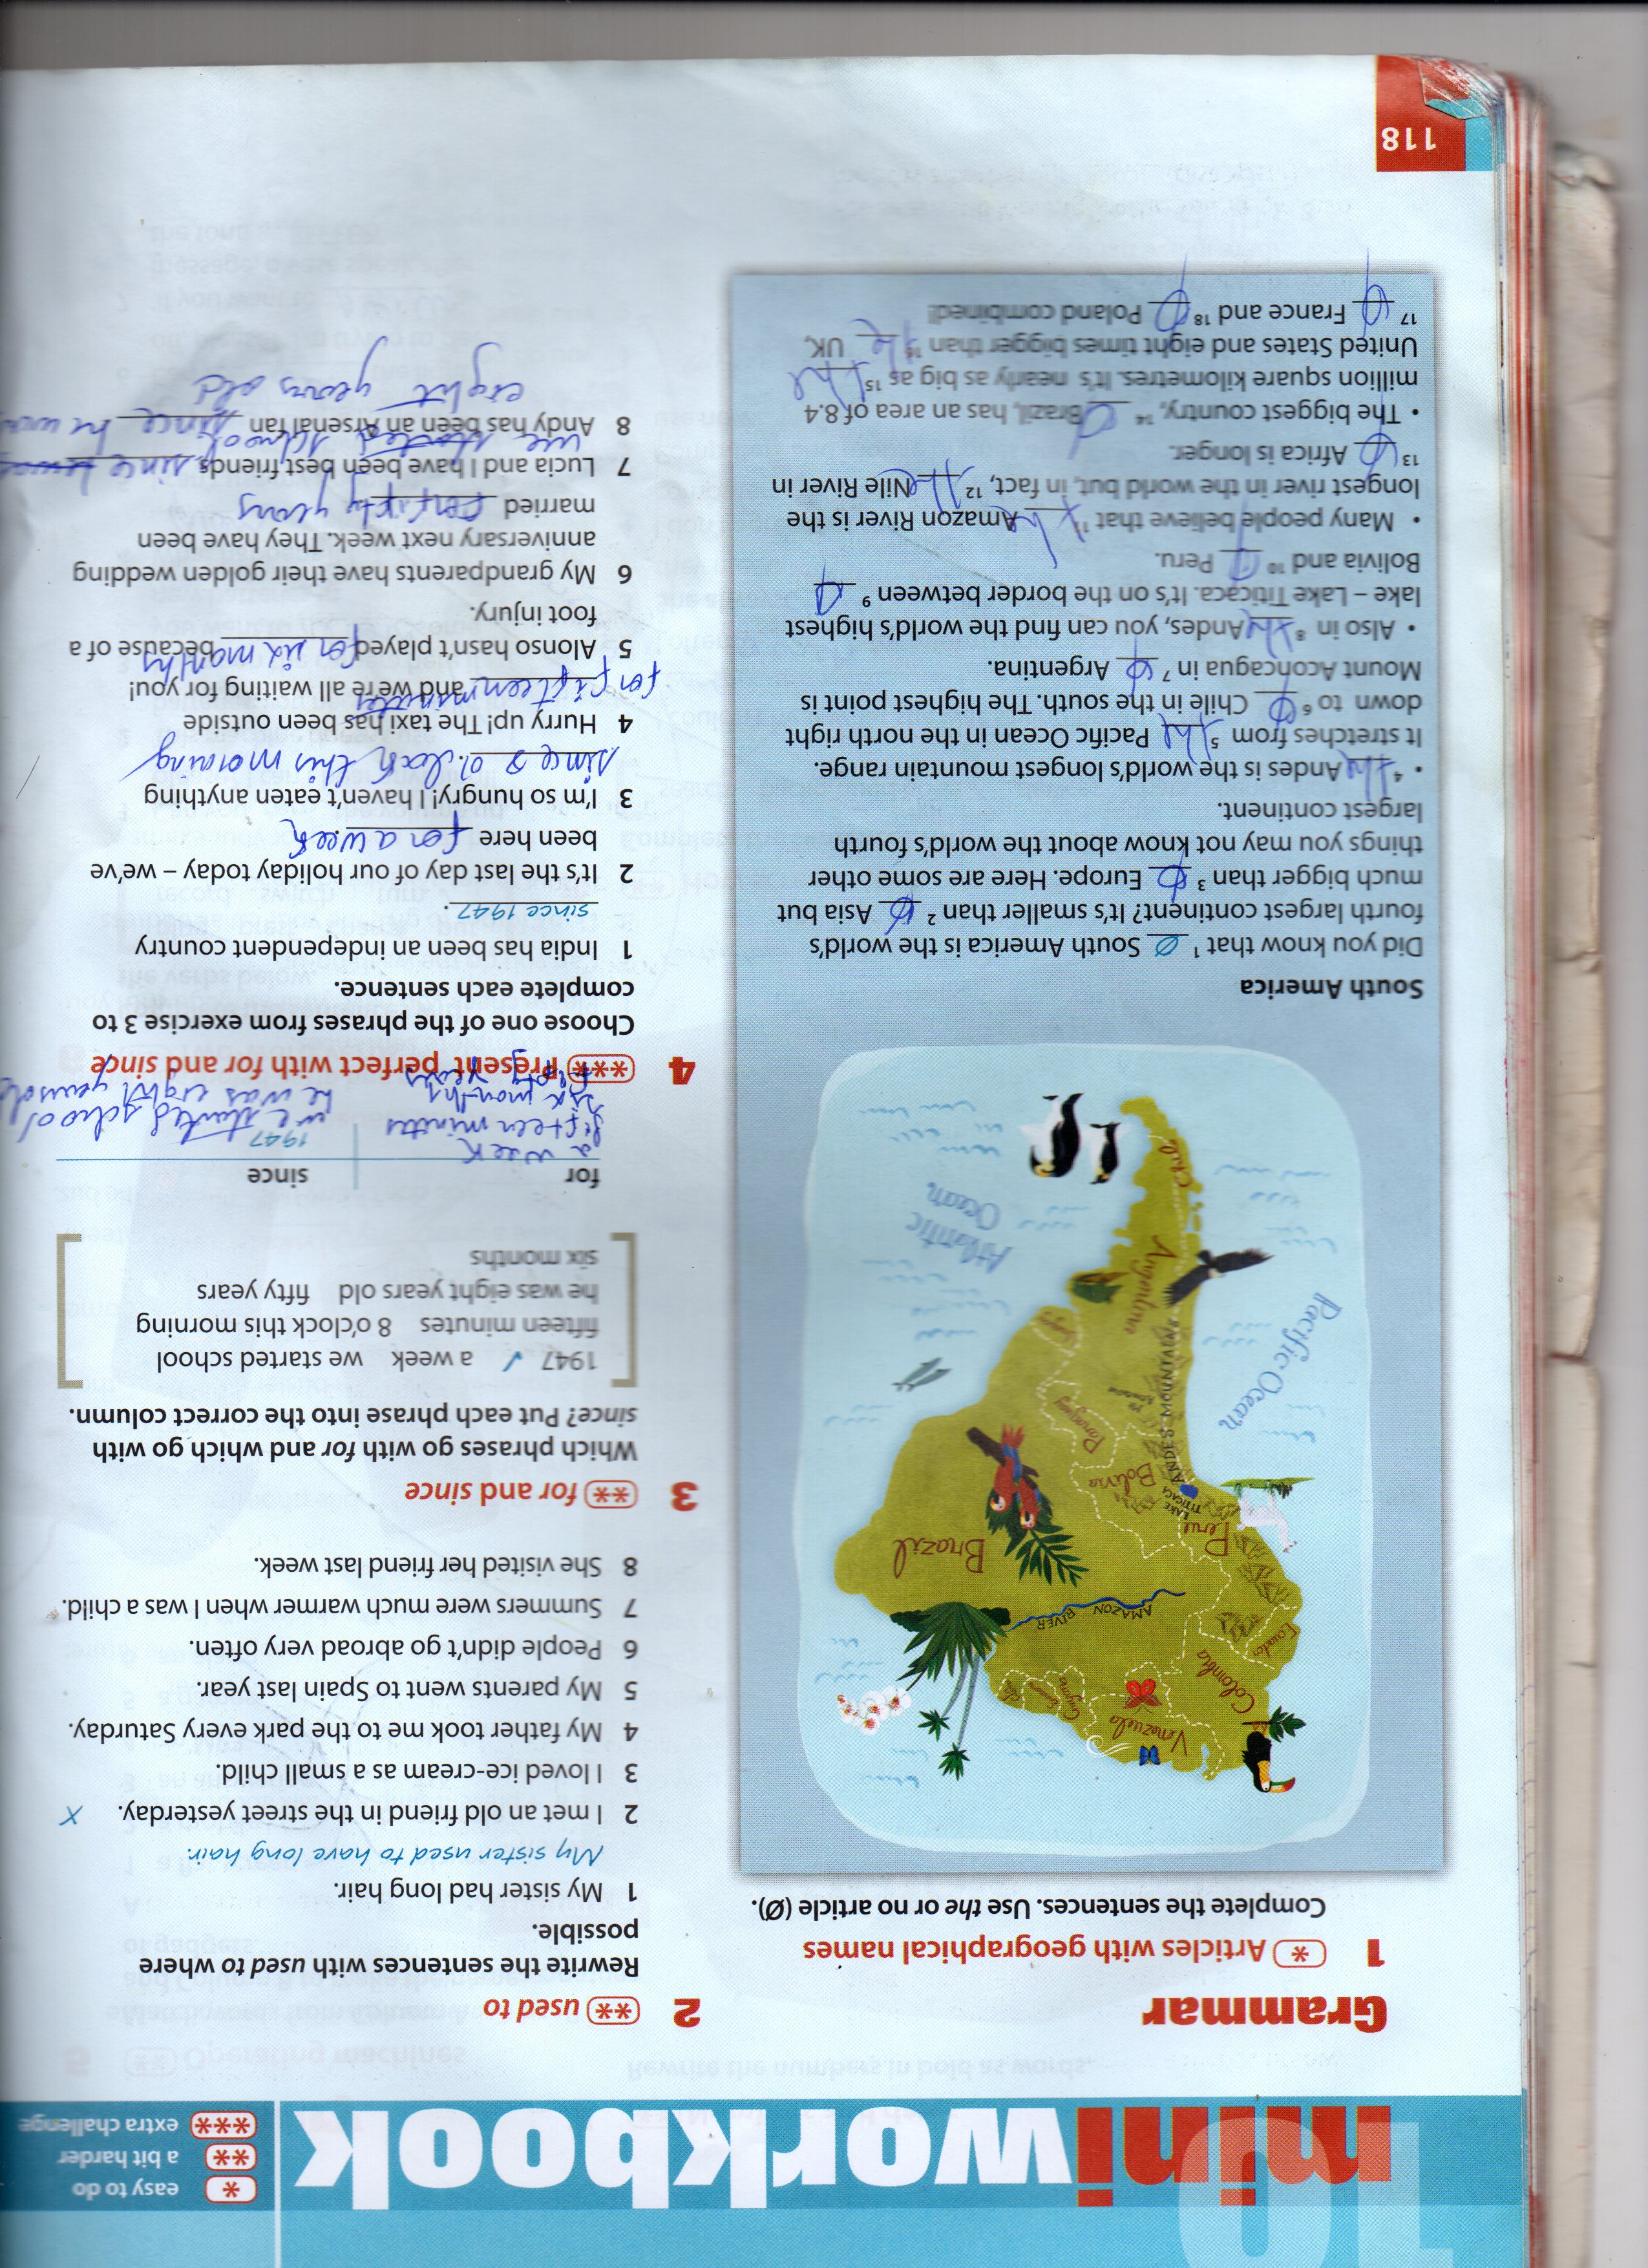 10
miniworkbook
* easy to do
** a bit harder
*** extra challenge
Grammar
1 * Articles with geographical names
Complete the sentences. Use the or no article (Ø).
Venezuela
Colombia
Ecuador
AMAZON RIVER
Brazil
Peru
LAKE TITICACA
Bolivia
ANDES MOUNTAINS
Paraguay
Argentina
Chile
Pacific Ocean
Atlantic Ocean
South America
Did you know that ¹ Ø South America is the world's
fourth largest continent? It's smaller than ² Ø Asia but
much bigger than ³ Ø Europe. Here are some other
things you may not know about the world's fourth
largest continent.
• ⁴ the Andes is the world's longest mountain range.
It stretches from ⁵ the Pacific Ocean in the north right
down to ⁶ Ø Chile in the south. The highest point is
Mount Aconcagua in ⁷ Ø Argentina.
• Also in ⁸ the Andes, you can find the world's highest
lake – Lake Titicaca. It's on the border between ⁹ Ø
Bolivia and ¹⁰ Ø Peru.
• Many people believe that ¹¹ the Amazon River is the
longest river in the world but, in fact, ¹² the Nile River in
¹³ Ø Africa is longer.
• The biggest country, ¹⁴ Ø Brazil, has an area of 8.4
million square kilometres. It's nearly as big as ¹⁵ the
United States and eight times bigger than ¹⁶ the UK,
¹⁷ Ø France and ¹⁸ Ø Poland combined!
118
2 ** used to
Rewrite the sentences with used to where
possible.
1 My sister had long hair.
My sister used to have long hair.
2 I met an old friend in the street yesterday. X
3 I loved ice-cream as a small child.
4 My father took me to the park every Saturday.
5 My parents went to Spain last year.
6 People didn't go abroad very often.
7 Summers were much warmer when I was a child.
8 She visited her friend last week.
3 ** for and since
Which phrases go with for and which go with
since? Put each phrase into the correct column.
1947 ✓ a week we started school
fifteen minutes 8 o'clock this morning
he was eight years old fifty years
six months
for since
a week 1947
fifteen minutes we started school
six months he was eight years old
fifty years
4 *** Present perfect with for and since
Choose one of the phrases from exercise 3 to
complete each sentence.
1 India has been an independent country
since 1947.
2 It's the last day of our holiday today – we've
been here for a week.
3 I'm so hungry! I haven't eaten anything
since 8 o'clock this morning
4 Hurry up! The taxi has been outside
for fifteen minutes and we're all waiting for you!
5 Alonso hasn't played for six months because of a
foot injury.
6 My grandparents have their golden wedding
anniversary next week. They have been
married for fifty years
7 Lucia and I have been best friends since
we started school.
8 Andy has been an Arsenal fan since he was
eight years old